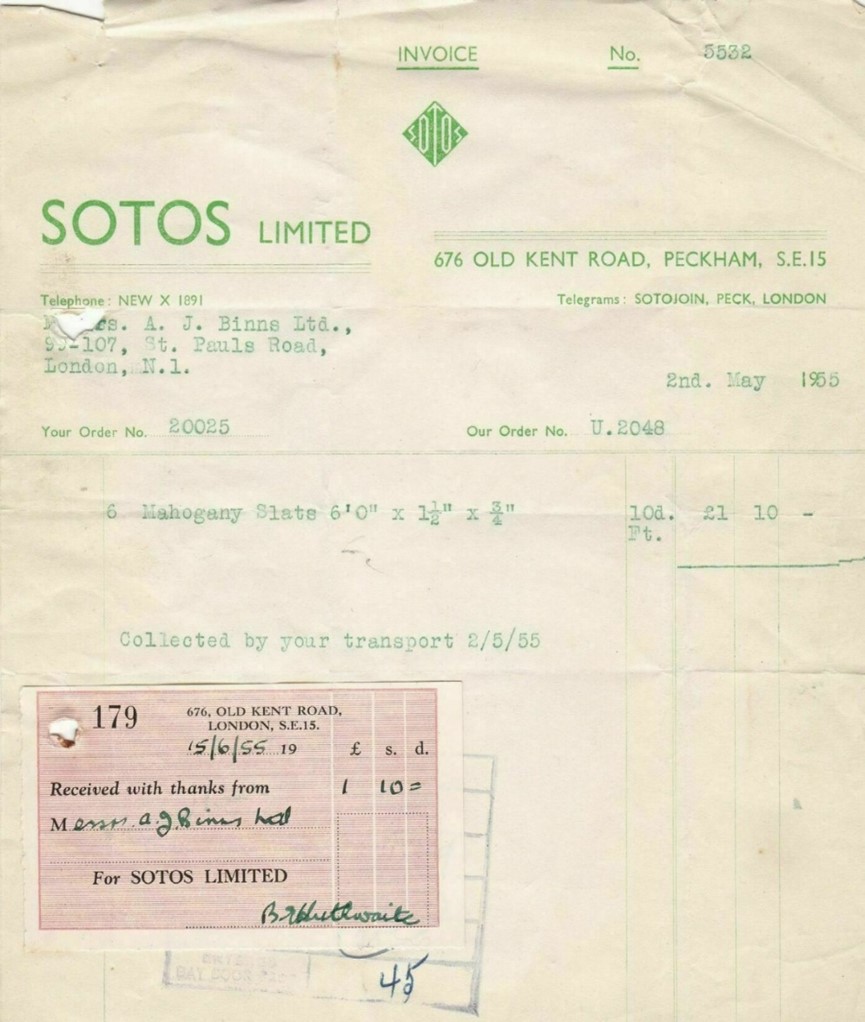 INVOICE No. 5532
SOTOS
SOTOS LIMITED
676 OLD KENT ROAD, PECKHAM, S.E.15
Telephone: NEW X 1891
Telegrams: SOTOJOIN, PECK, LONDON
A. J. Binns Ltd.,
-107, St. Pauls Road,
London, N.1.
2nd. May 1955
Your Order No. 20025
Our Order No. U.2048
6 Mahogany Slats 6'0" x 1½" x ¾" 10d. £1 10 -
Ft.
Collected by your transport 2/5/55
179
676, OLD KENT ROAD,
LONDON, S.E.15.
15/6/55 19 £ s. d.
Received with thanks from 1 10 =
Messrs. A. J. Binns Ltd
For SOTOS LIMITED
45